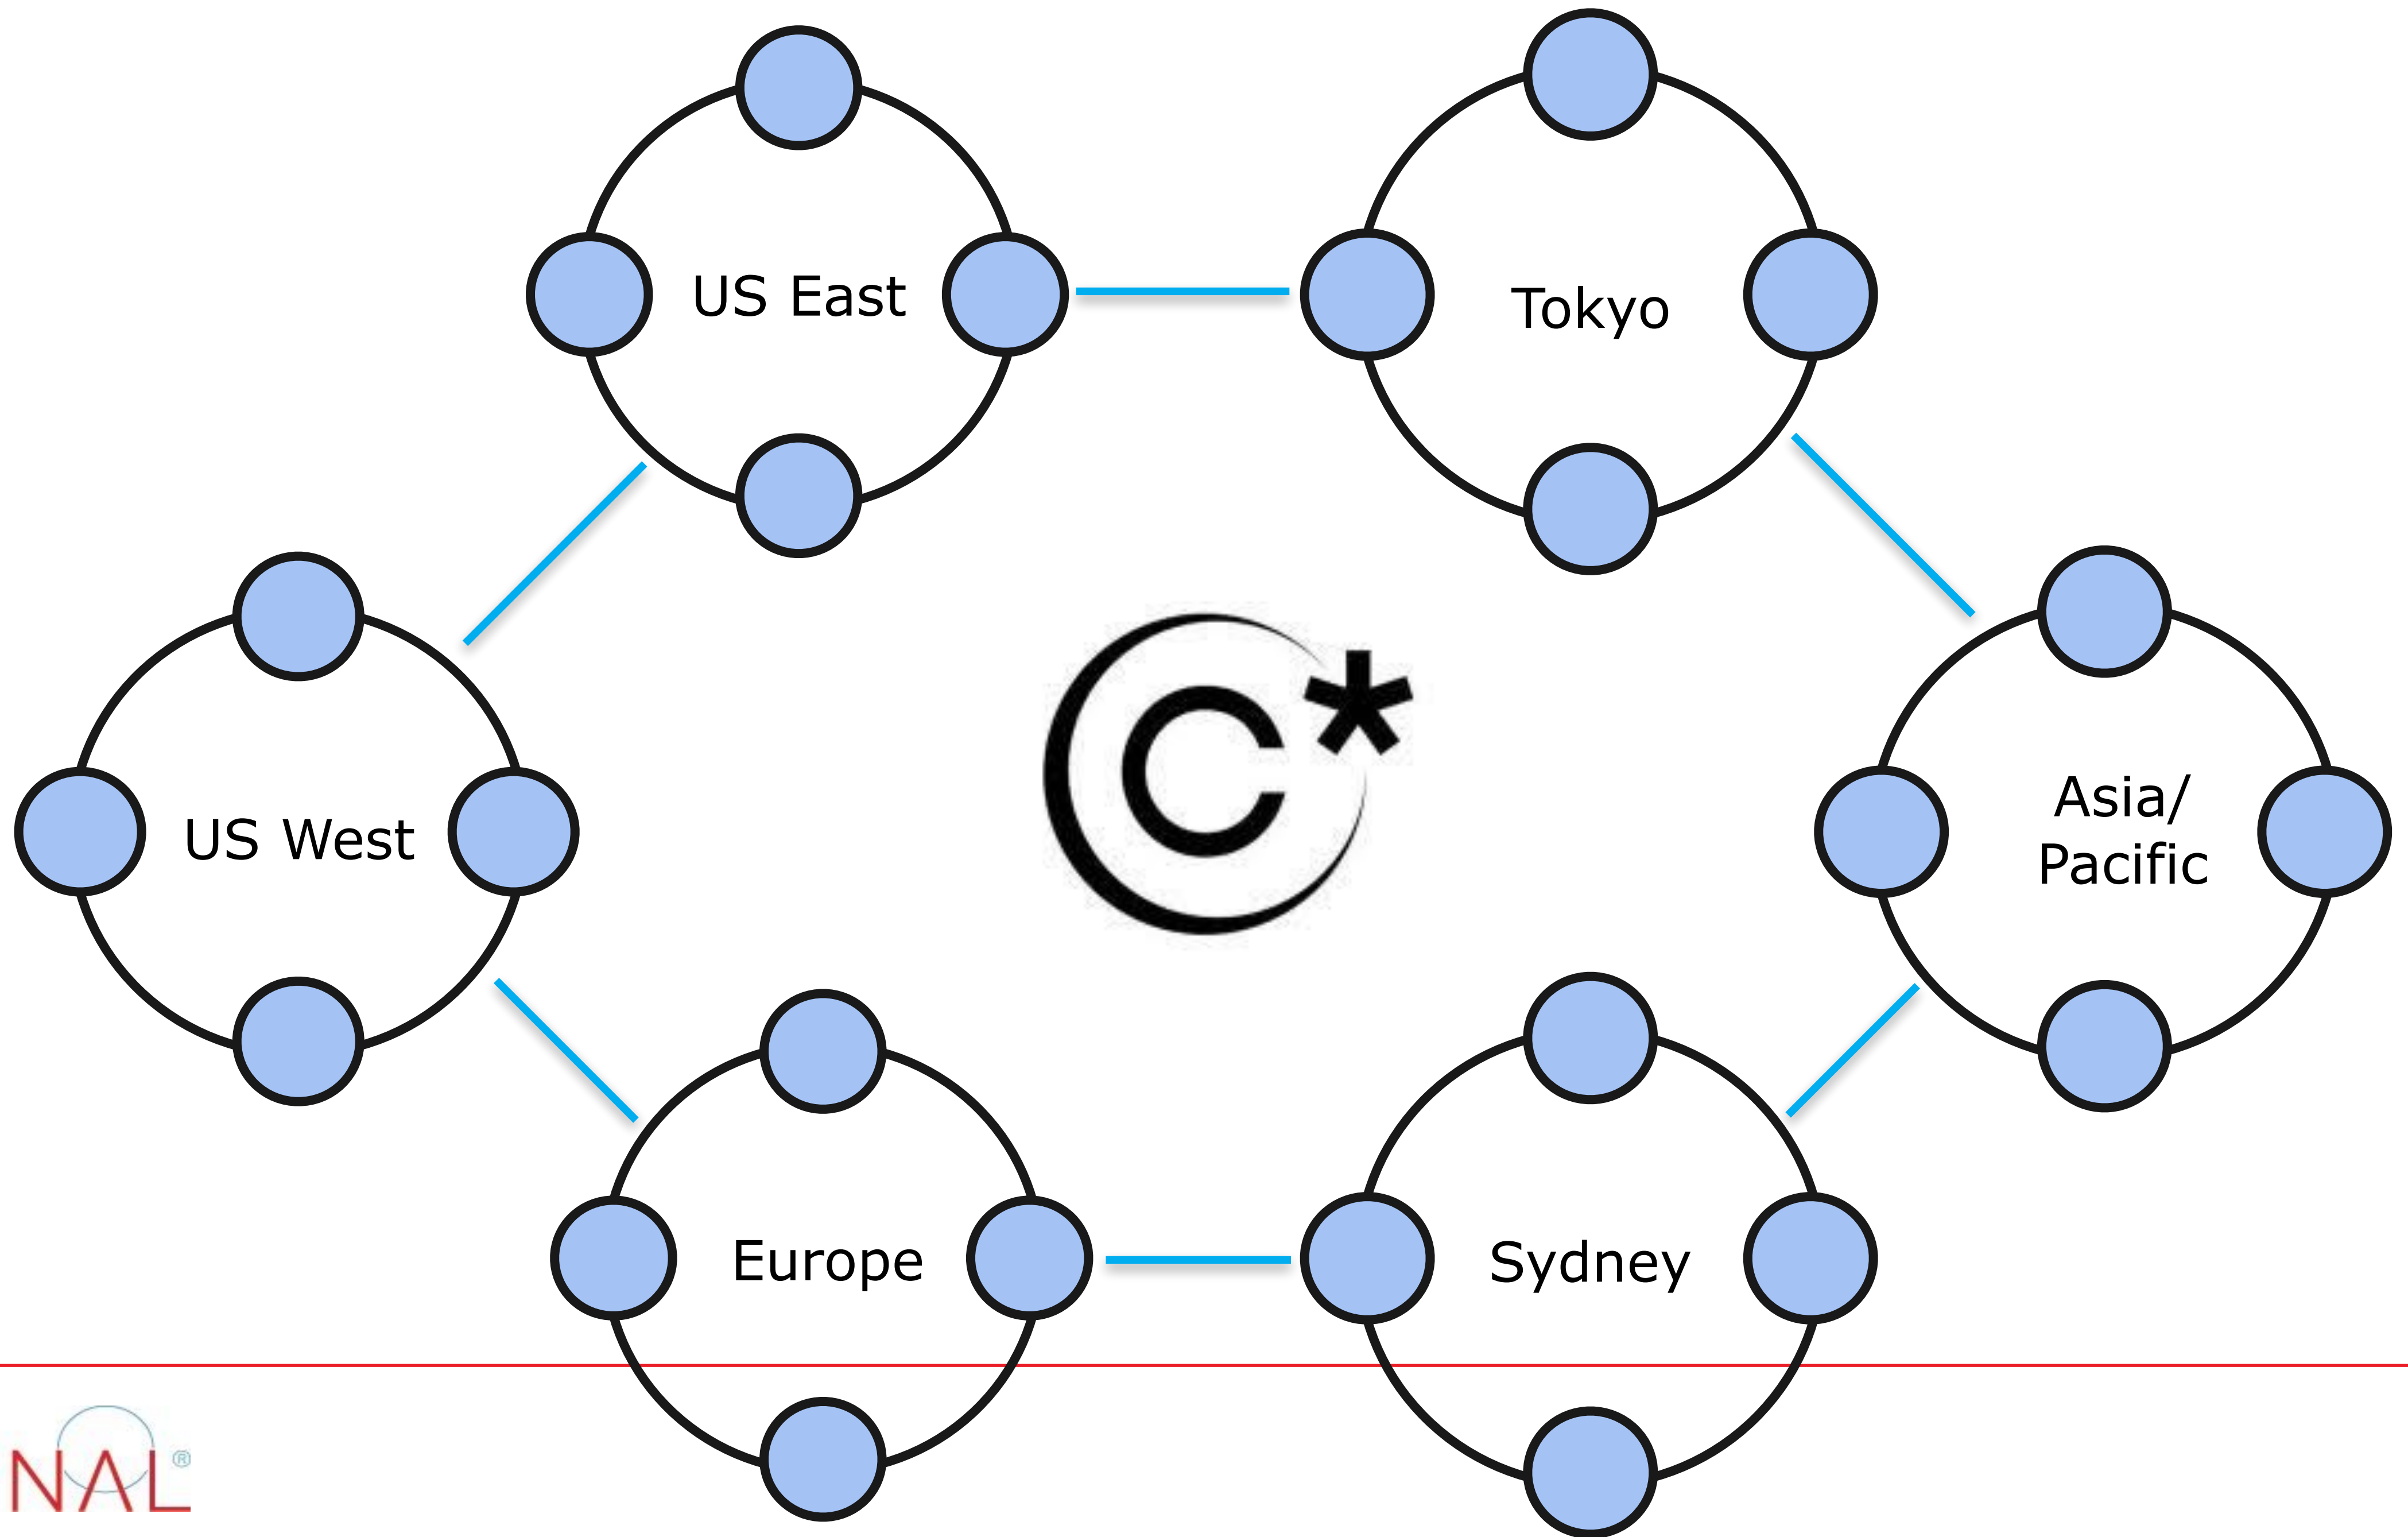 US East
Tokyo
C*
US West
Asia/
Pacific
Europe
Sydney
NAL®